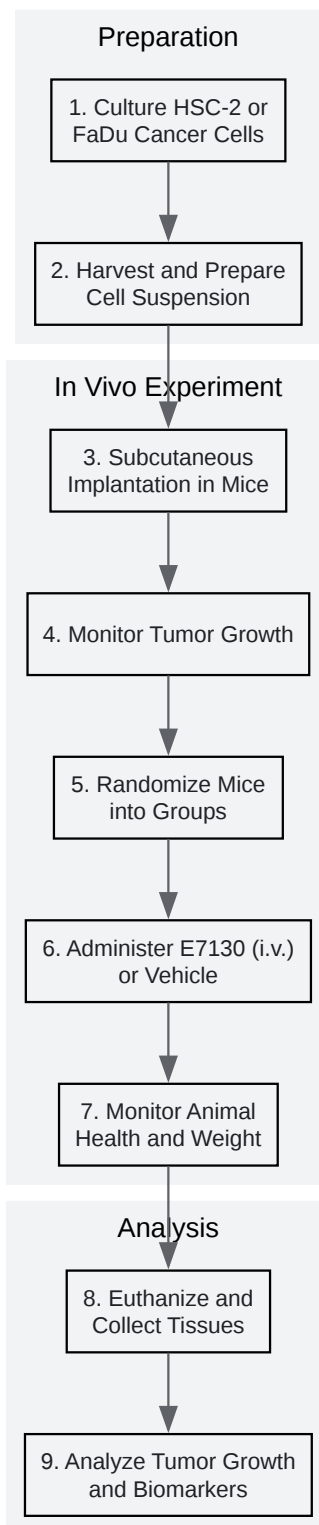 Preparation
1. Culture HSC-2 or
FaDu Cancer Cells
2. Harvest and Prepare
Cell Suspension
In Vivo Experiment
3. Subcutaneous
Implantation in Mice
4. Monitor Tumor Growth
5. Randomize Mice
into Groups
6. Administer E7130 (i.v.)
or Vehicle
7. Monitor Animal
Health and Weight
Analysis
8. Euthanize and
Collect Tissues
9. Analyze Tumor Growth
and Biomarkers